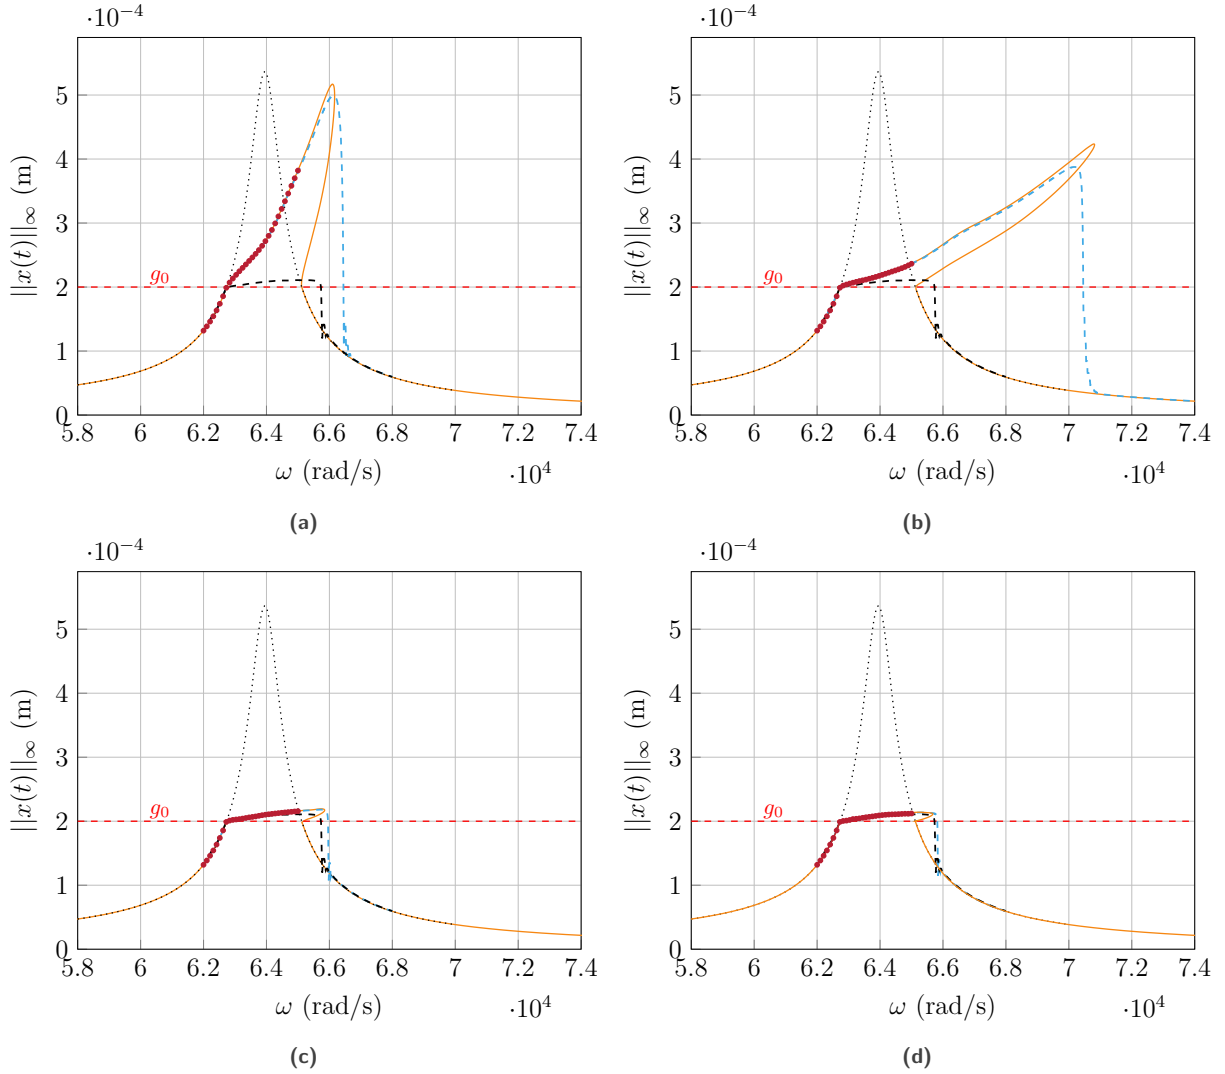 ·10⁻⁴ ·10⁻⁴
5 5
4 4
3 3
2 2
1 1
0 0
g₀ g₀
||x(t)||∞ (m) ||x(t)||∞ (m)
5.8 6 6.2 6.4 6.6 6.8 7 7.2 7.4 5.8 6 6.2 6.4 6.6 6.8 7 7.2 7.4
ω (rad/s) ·10⁴ ω (rad/s) ·10⁴
(a) (b)
·10⁻⁴ ·10⁻⁴
5 5
4 4
3 3
2 2
1 1
0 0
g₀ g₀
||x(t)||∞ (m) ||x(t)||∞ (m)
5.8 6 6.2 6.4 6.6 6.8 7 7.2 7.4 5.8 6 6.2 6.4 6.6 6.8 7 7.2 7.4
ω (rad/s) ·10⁴ ω (rad/s) ·10⁴
(c) (d)